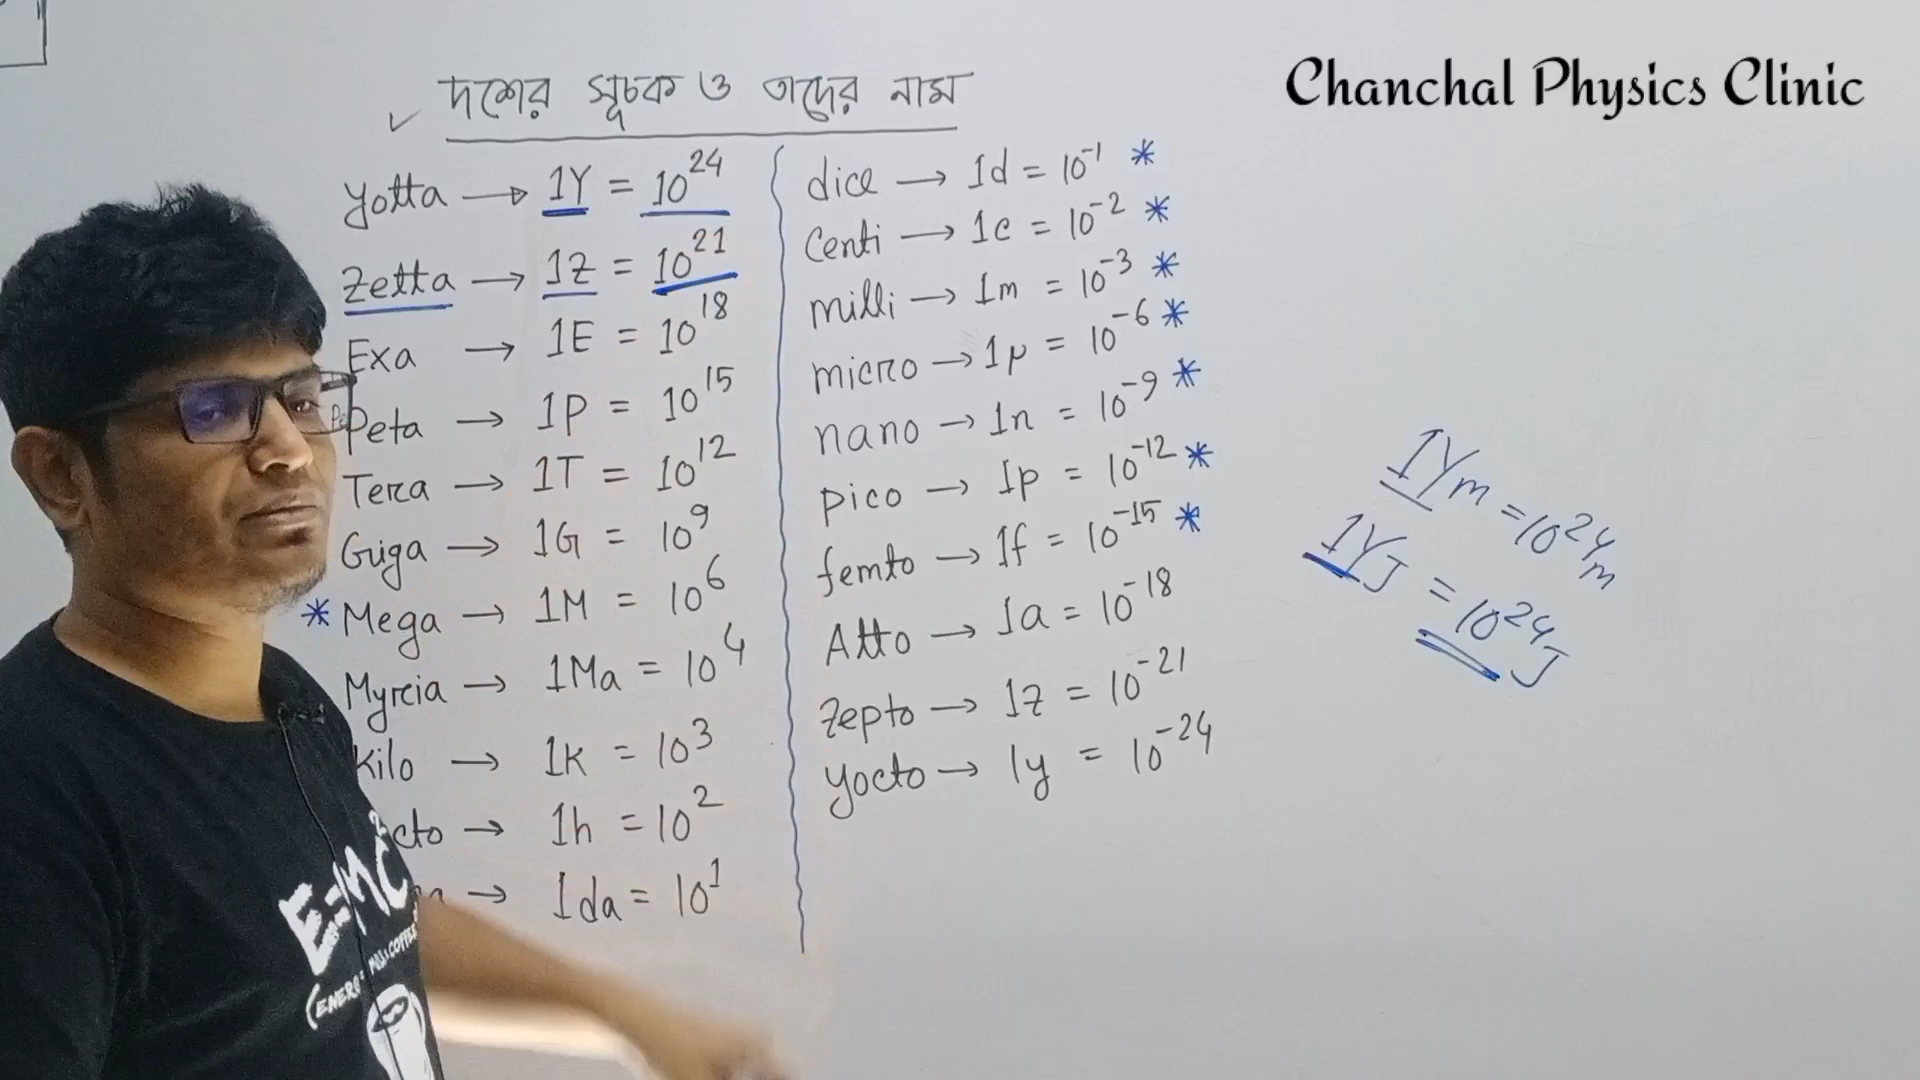 Chanchal Physics Clinic
দশের সূচক ও তাদের নাম
Yotta → 1Y = 10^24
Zetta → 1Z = 10^21
Exa → 1E = 10^18
Peta → 1P = 10^15
Tera → 1T = 10^12
Giga → 1G = 10^9
* Mega → 1M = 10^6
Myria → 1Ma = 10^4
Kilo → 1k = 10^3
cto → 1h = 10^2
→ 1da = 10^1
dice → 1d = 10^-1 *
Centi → 1c = 10^-2 *
milli → 1m = 10^-3 *
micro → 1μ = 10^-6 *
nano → 1n = 10^-9 *
pico → 1p = 10^-12 *
femto → 1f = 10^-15 *
Atto → 1a = 10^-18
Zepto → 1z = 10^-21
yocto → 1y = 10^-24
1Ym = 10^24 m
1YJ = 10^24 J
E=MC²